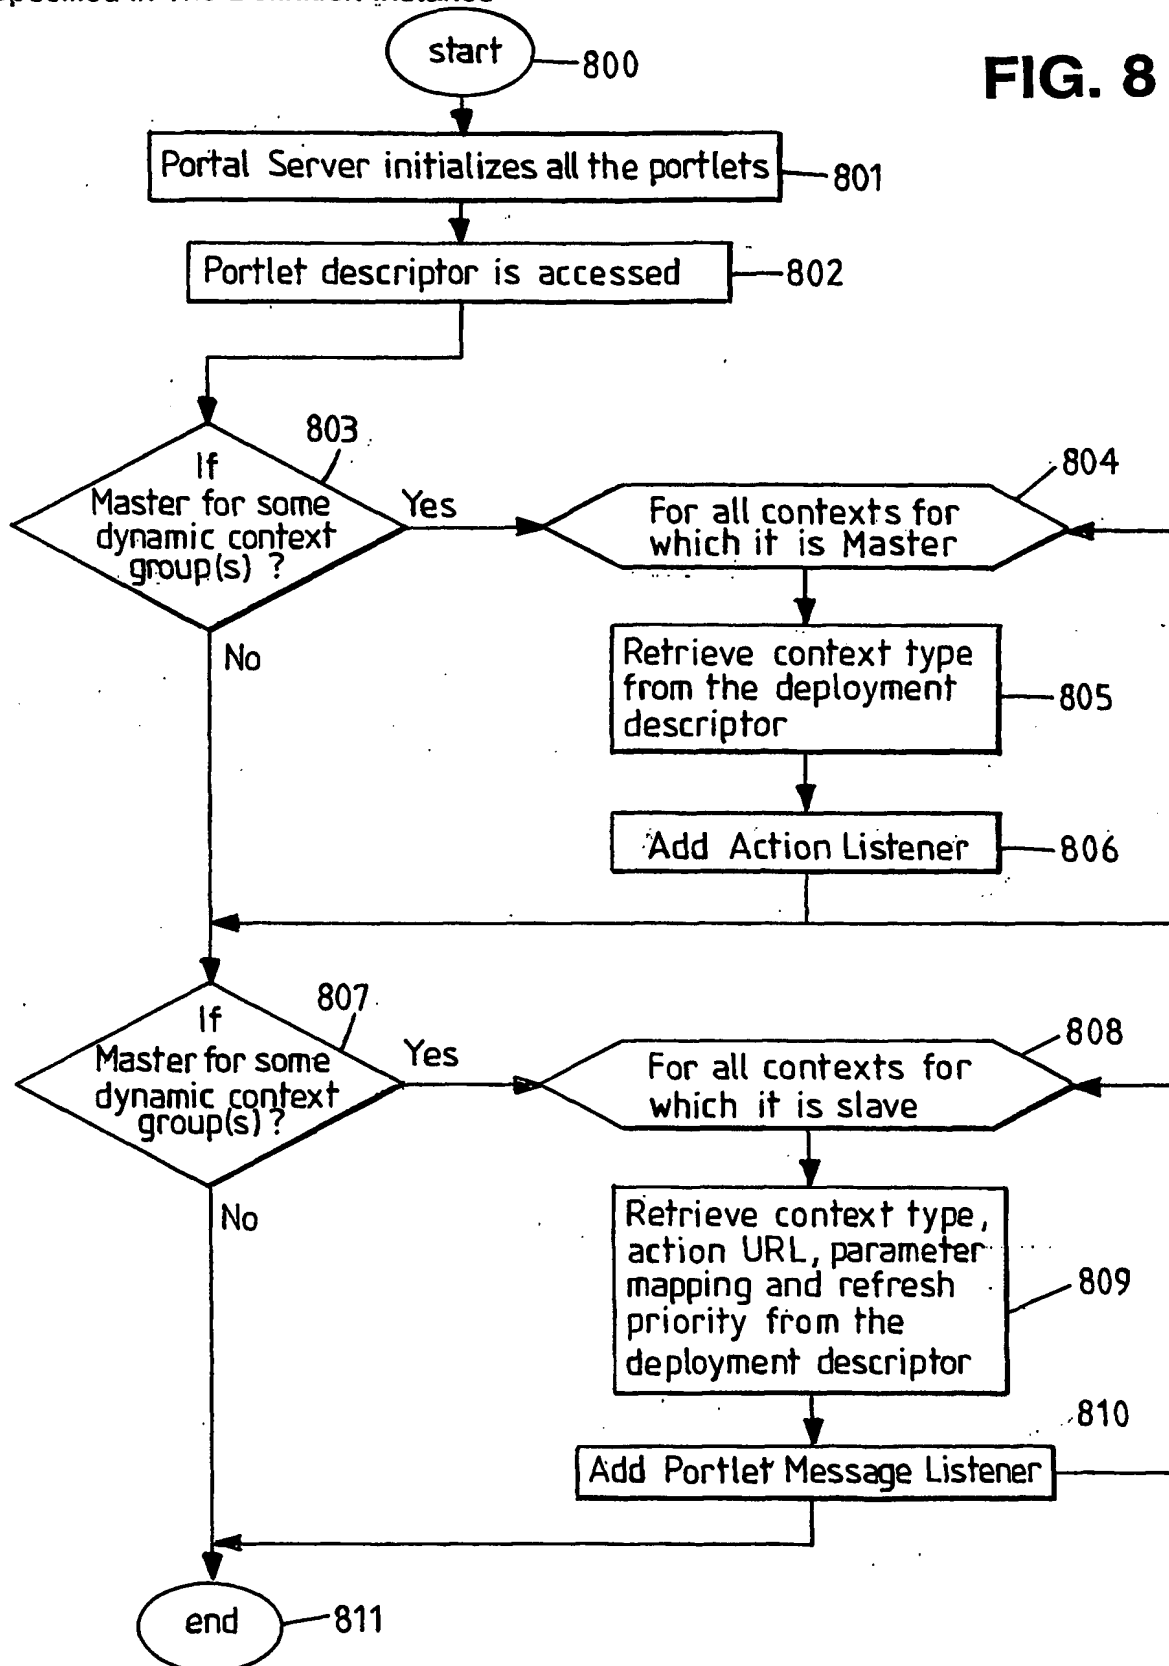 start
800
FIG. 8
Portal Server initializes all the portlets
801
Portlet descriptor is accessed
802
803
If
Master for some
dynamic context
group(s) ?
Yes
No
804
For all contexts for
which it is Master
Retrieve context type
from the deployment
descriptor
805
Add Action Listener
806
807
If
Master for some
dynamic context
group(s) ?
Yes
No
808
For all contexts for
which it is slave
Retrieve context type,
action URL, parameter
mapping and refresh
priority from the
deployment descriptor
809
810
Add Portlet Message Listener
end
811